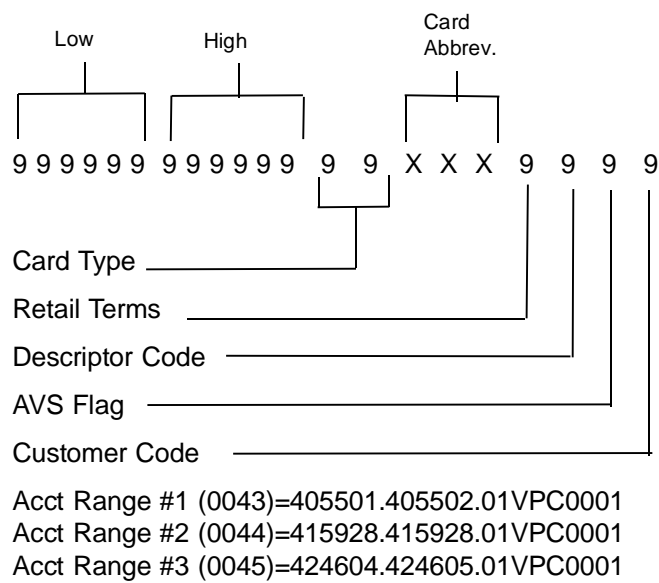 Low High Card
Abbrev.
9 9 9 9 9 9 9 9 9 9 9 9 9 9 X X X 9 9 9 9
Card Type
Retail Terms
Descriptor Code
AVS Flag
Customer Code
Acct Range #1 (0043)=405501.405502.01VPC0001
Acct Range #2 (0044)=415928.415928.01VPC0001
Acct Range #3 (0045)=424604.424605.01VPC0001